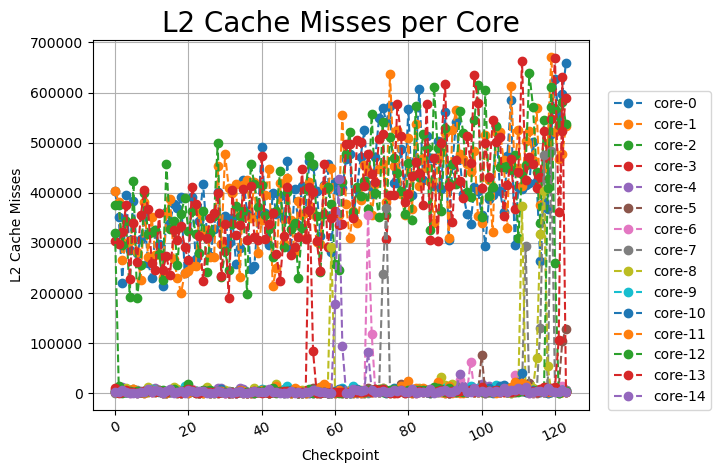 L2 Cache Misses per Core
L2 Cache Misses
700000
600000
500000
400000
300000
200000
100000
0
0 20 40 60 80 100 120
Checkpoint
core-0
core-1
core-2
core-3
core-4
core-5
core-6
core-7
core-8
core-9
core-10
core-11
core-12
core-13
core-14